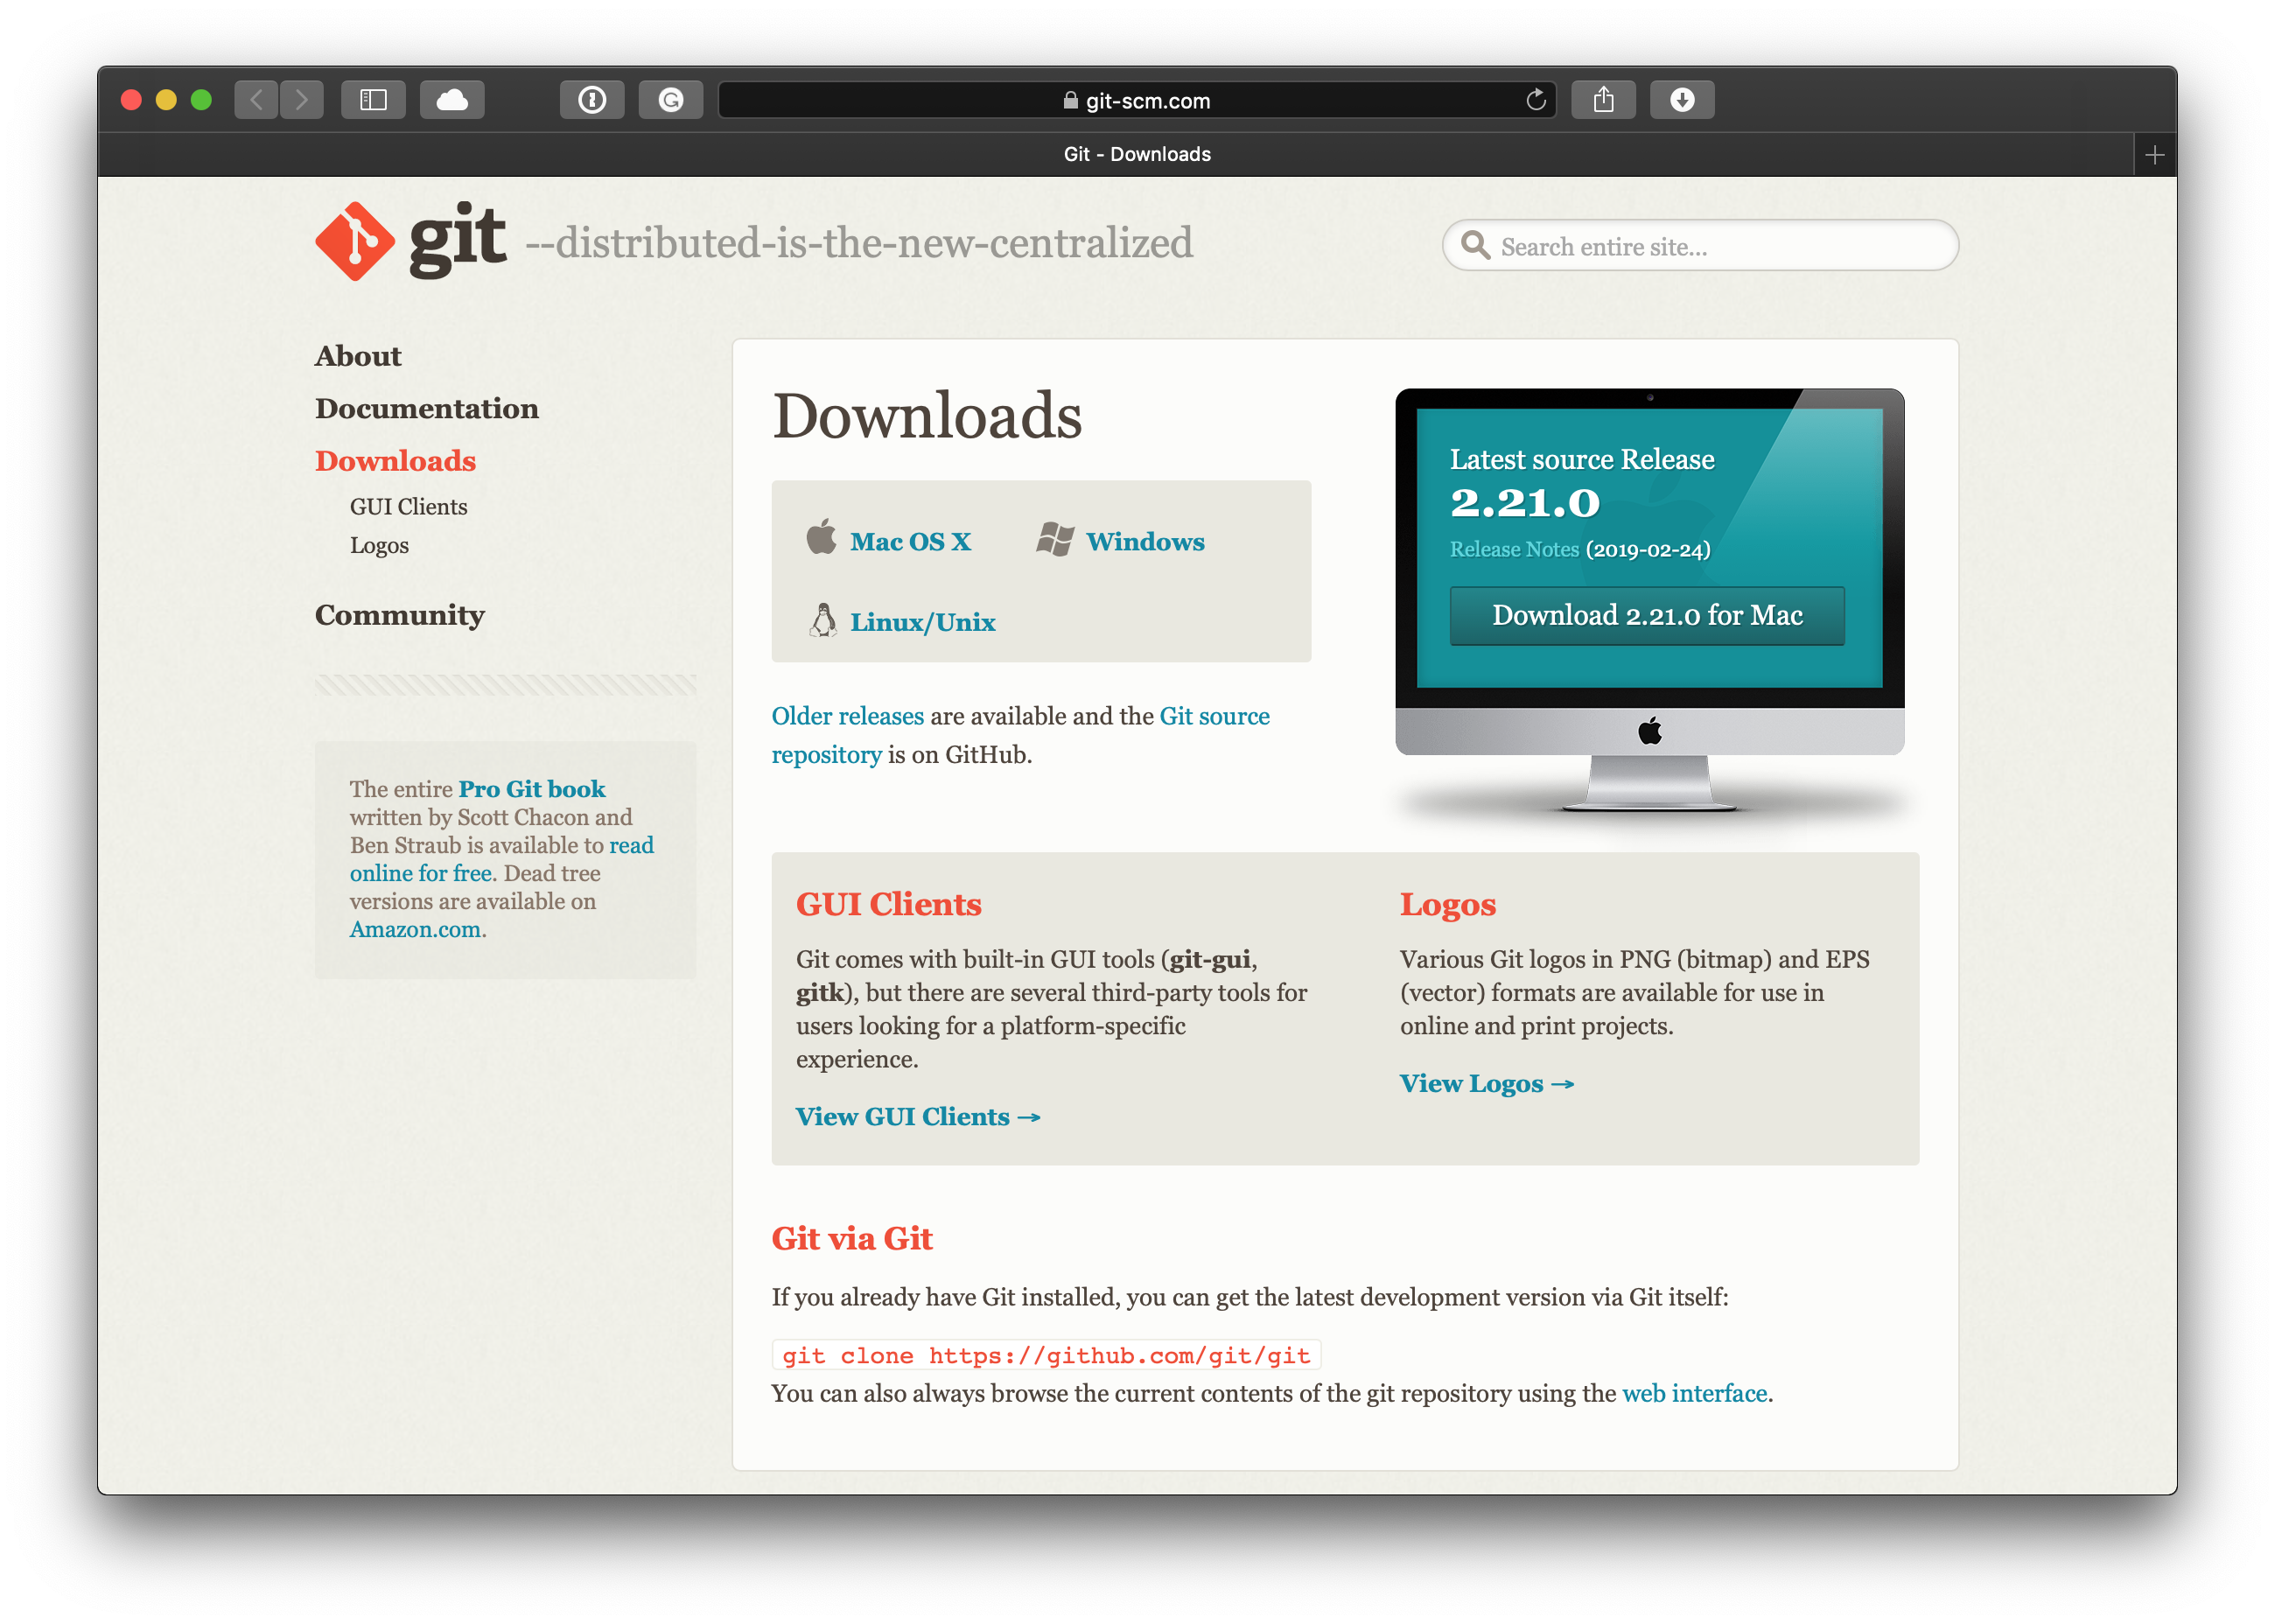 git-scm.com
Git - Downloads
git --distributed-is-the-new-centralized
Search entire site...
About
Documentation
Downloads
GUI Clients
Logos
Community
The entire Pro Git book
written by Scott Chacon and
Ben Straub is available to read
online for free. Dead tree
versions are available on
Amazon.com.
Downloads
Mac OS X
Windows
Linux/Unix
Older releases are available and the Git source
repository is on GitHub.
Latest source Release
2.21.0
Release Notes (2019-02-24)
Download 2.21.0 for Mac
GUI Clients
Git comes with built-in GUI tools (git-gui,
gitk), but there are several third-party tools for
users looking for a platform-specific
experience.
View GUI Clients →
Logos
Various Git logos in PNG (bitmap) and EPS
(vector) formats are available for use in
online and print projects.
View Logos →
Git via Git
If you already have Git installed, you can get the latest development version via Git itself:
git clone https://github.com/git/git
You can also always browse the current contents of the git repository using the web interface.